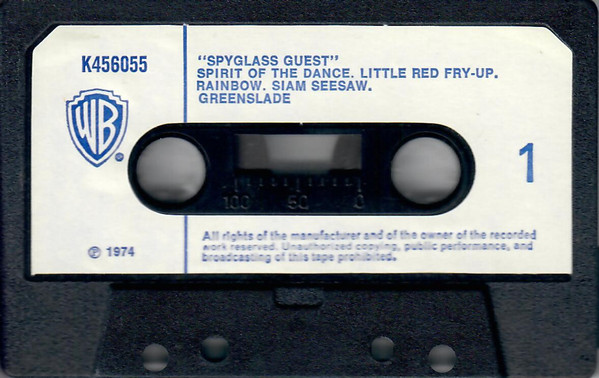 K456055
"SPYGLASS GUEST"
SPIRIT OF THE DANCE. LITTLE RED FRY-UP.
RAINBOW. SIAM SEESAW.
GREENSLADE
WB®
1
100 50 0
All rights of the manufacturer and of the owner of the recorded
work reserved. Unauthorized copying, public performance, and
broadcasting of this tape prohibited.
℗ 1974